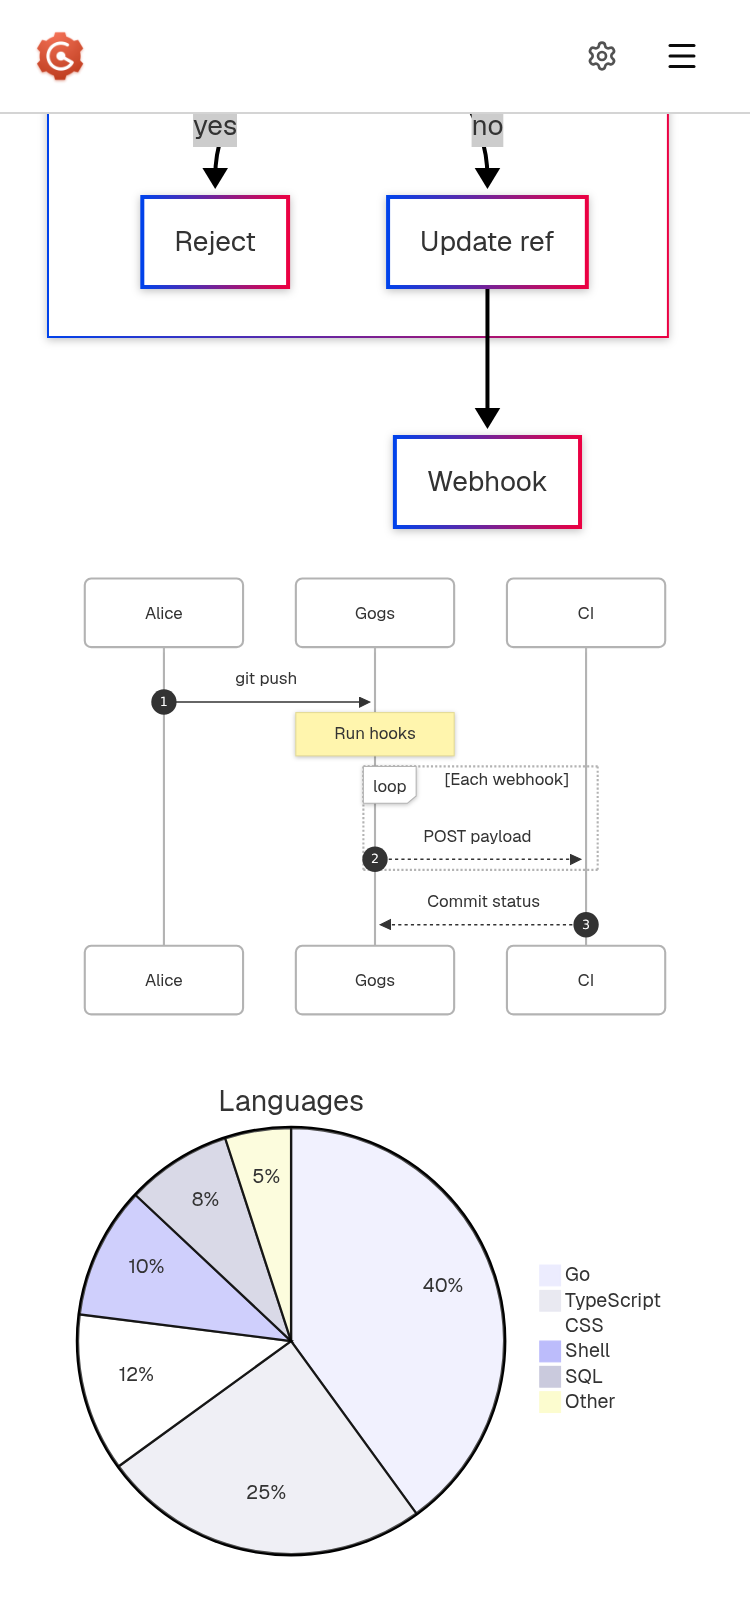 yes
no
Reject
Update ref
Webhook
Alice
Gogs
CI
git push
1
Run hooks
loop
[Each webhook]
POST payload
2
Commit status
3
Alice
Gogs
CI
Languages
5%
8%
10%
40%
12%
25%
Go
TypeScript
CSS
Shell
SQL
Other